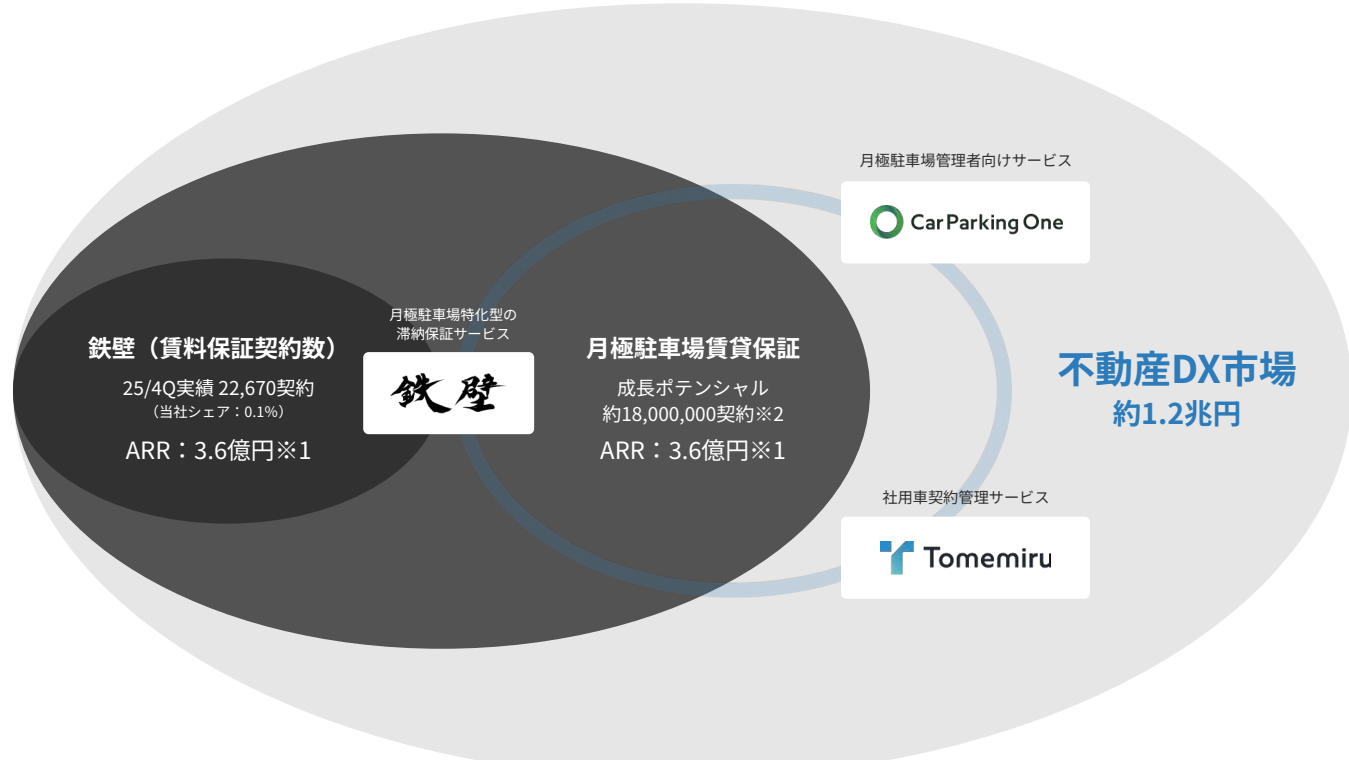 月極駐車場管理者向けサービス
CarParking One
月極駐車場特化型の
滞納保証サービス
鉄壁
鉄壁（賃料保証契約数）
25/4Q実績 22,670契約
（当社シェア：0.1%）
ARR：3.6億円※1
月極駐車場賃貸保証
成長ポテンシャル
約18,000,000契約※2
ARR：3.6億円※1
不動産DX市場
約1.2兆円
社用車契約管理サービス
Tomemiru